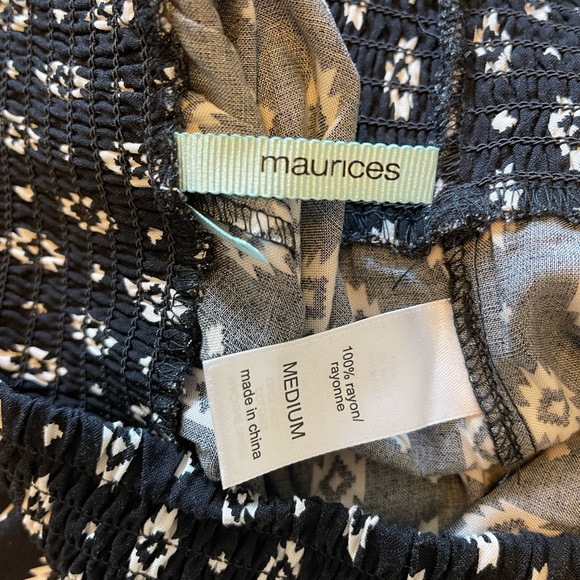 maurices
100% rayon/
rayonne
MEDIUM
made in china